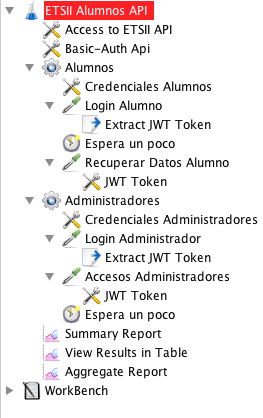 ETSII Alumnos API
Access to ETSII API
Basic-Auth Api
Alumnos
Credenciales Alumnos
Login Alumno
Extract JWT Token
Espera un poco
Recuperar Datos Alumno
JWT Token
Administradores
Credenciales Administradores
Login Administrador
Extract JWT Token
Accesos Administradores
JWT Token
Espera un poco
Summary Report
View Results in Table
Aggregate Report
WorkBench